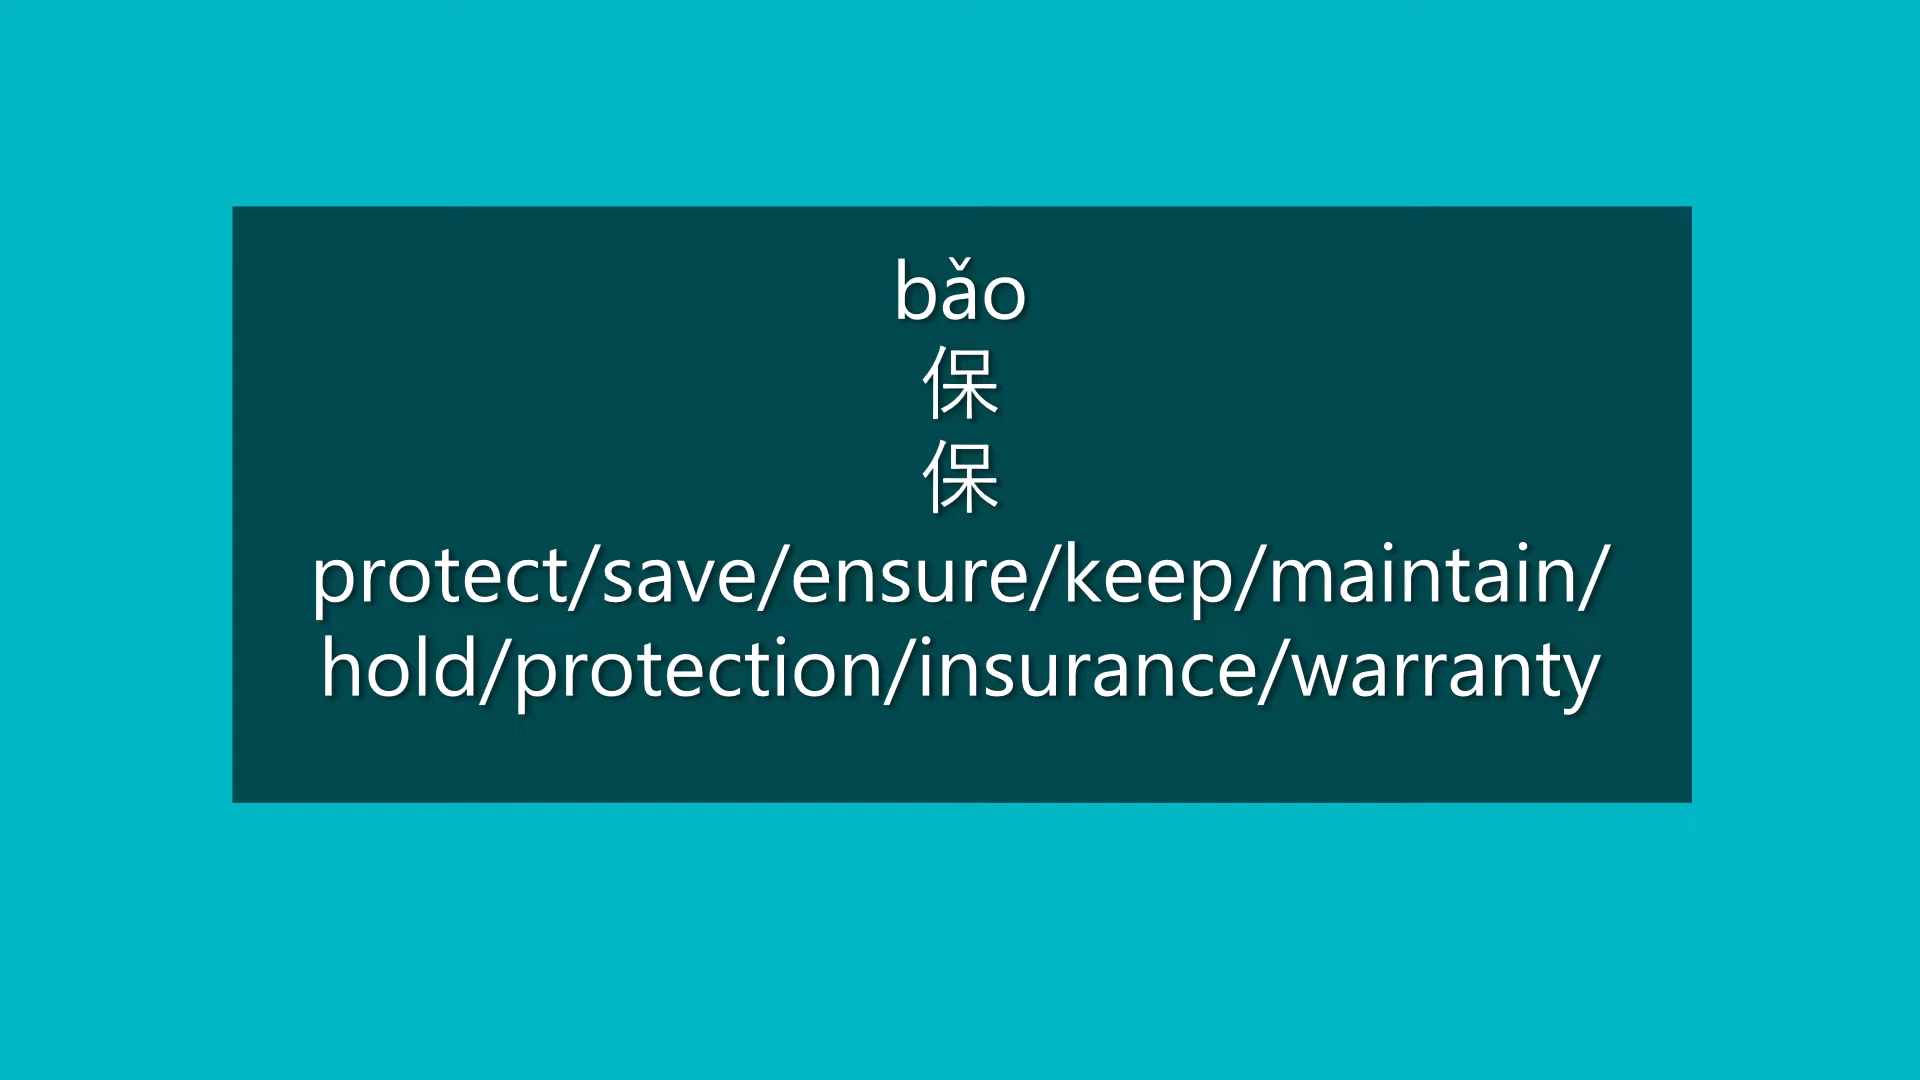 bǎo
保
保
protect/save/ensure/keep/maintain/
hold/protection/insurance/warranty